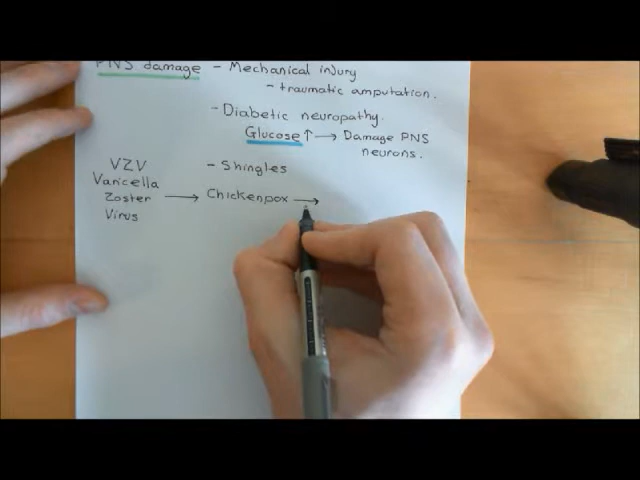 PNS damage - Mechanical injury
- traumatic amputation.
- Diabetic neuropathy.
Glucose ↑ → Damage PNS
neurons.
- Shingles
VZV
Varicella
Zoster → Chickenpox →
Virus